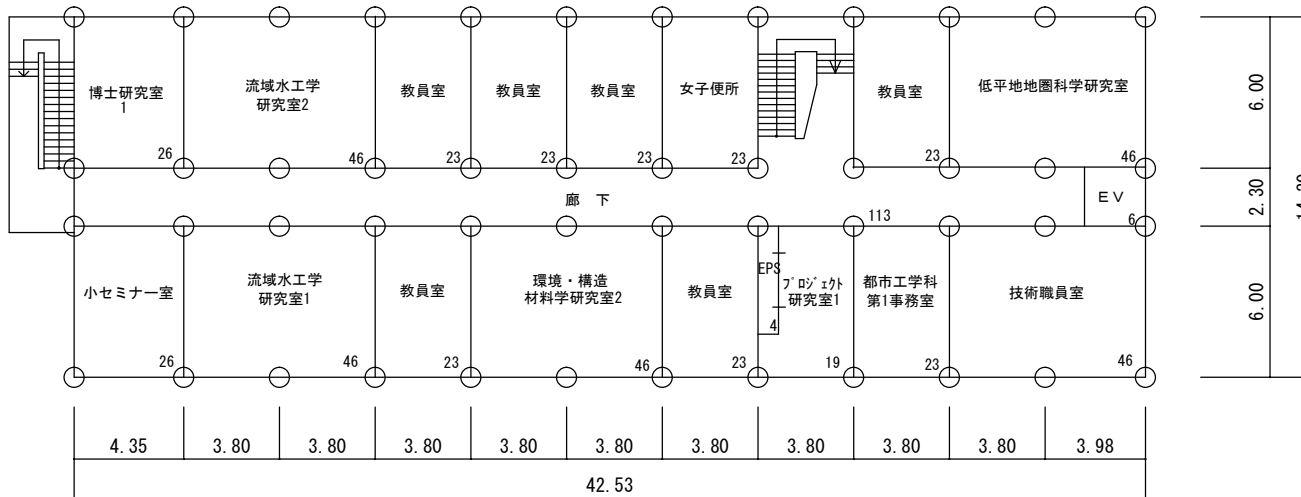 博士研究室
1
流域水工学
研究室2
教員室
教員室
教員室
女子便所
教員室
低平地地圏科学研究室
26
46
23
23
23
23
23
46
廊 下
EV
113
6
小セミナー室
流域水工学
研究室1
教員室
環境・構造
材料学研究室2
教員室
EPS
プロジェクト
研究室1
都市工学科
第1事務室
技術職員室
4
26
46
23
46
23
19
23
46
6.00
2.30
6.00
4.35
3.80
3.80
3.80
3.80
3.80
3.80
3.80
3.80
3.80
3.98
42.53